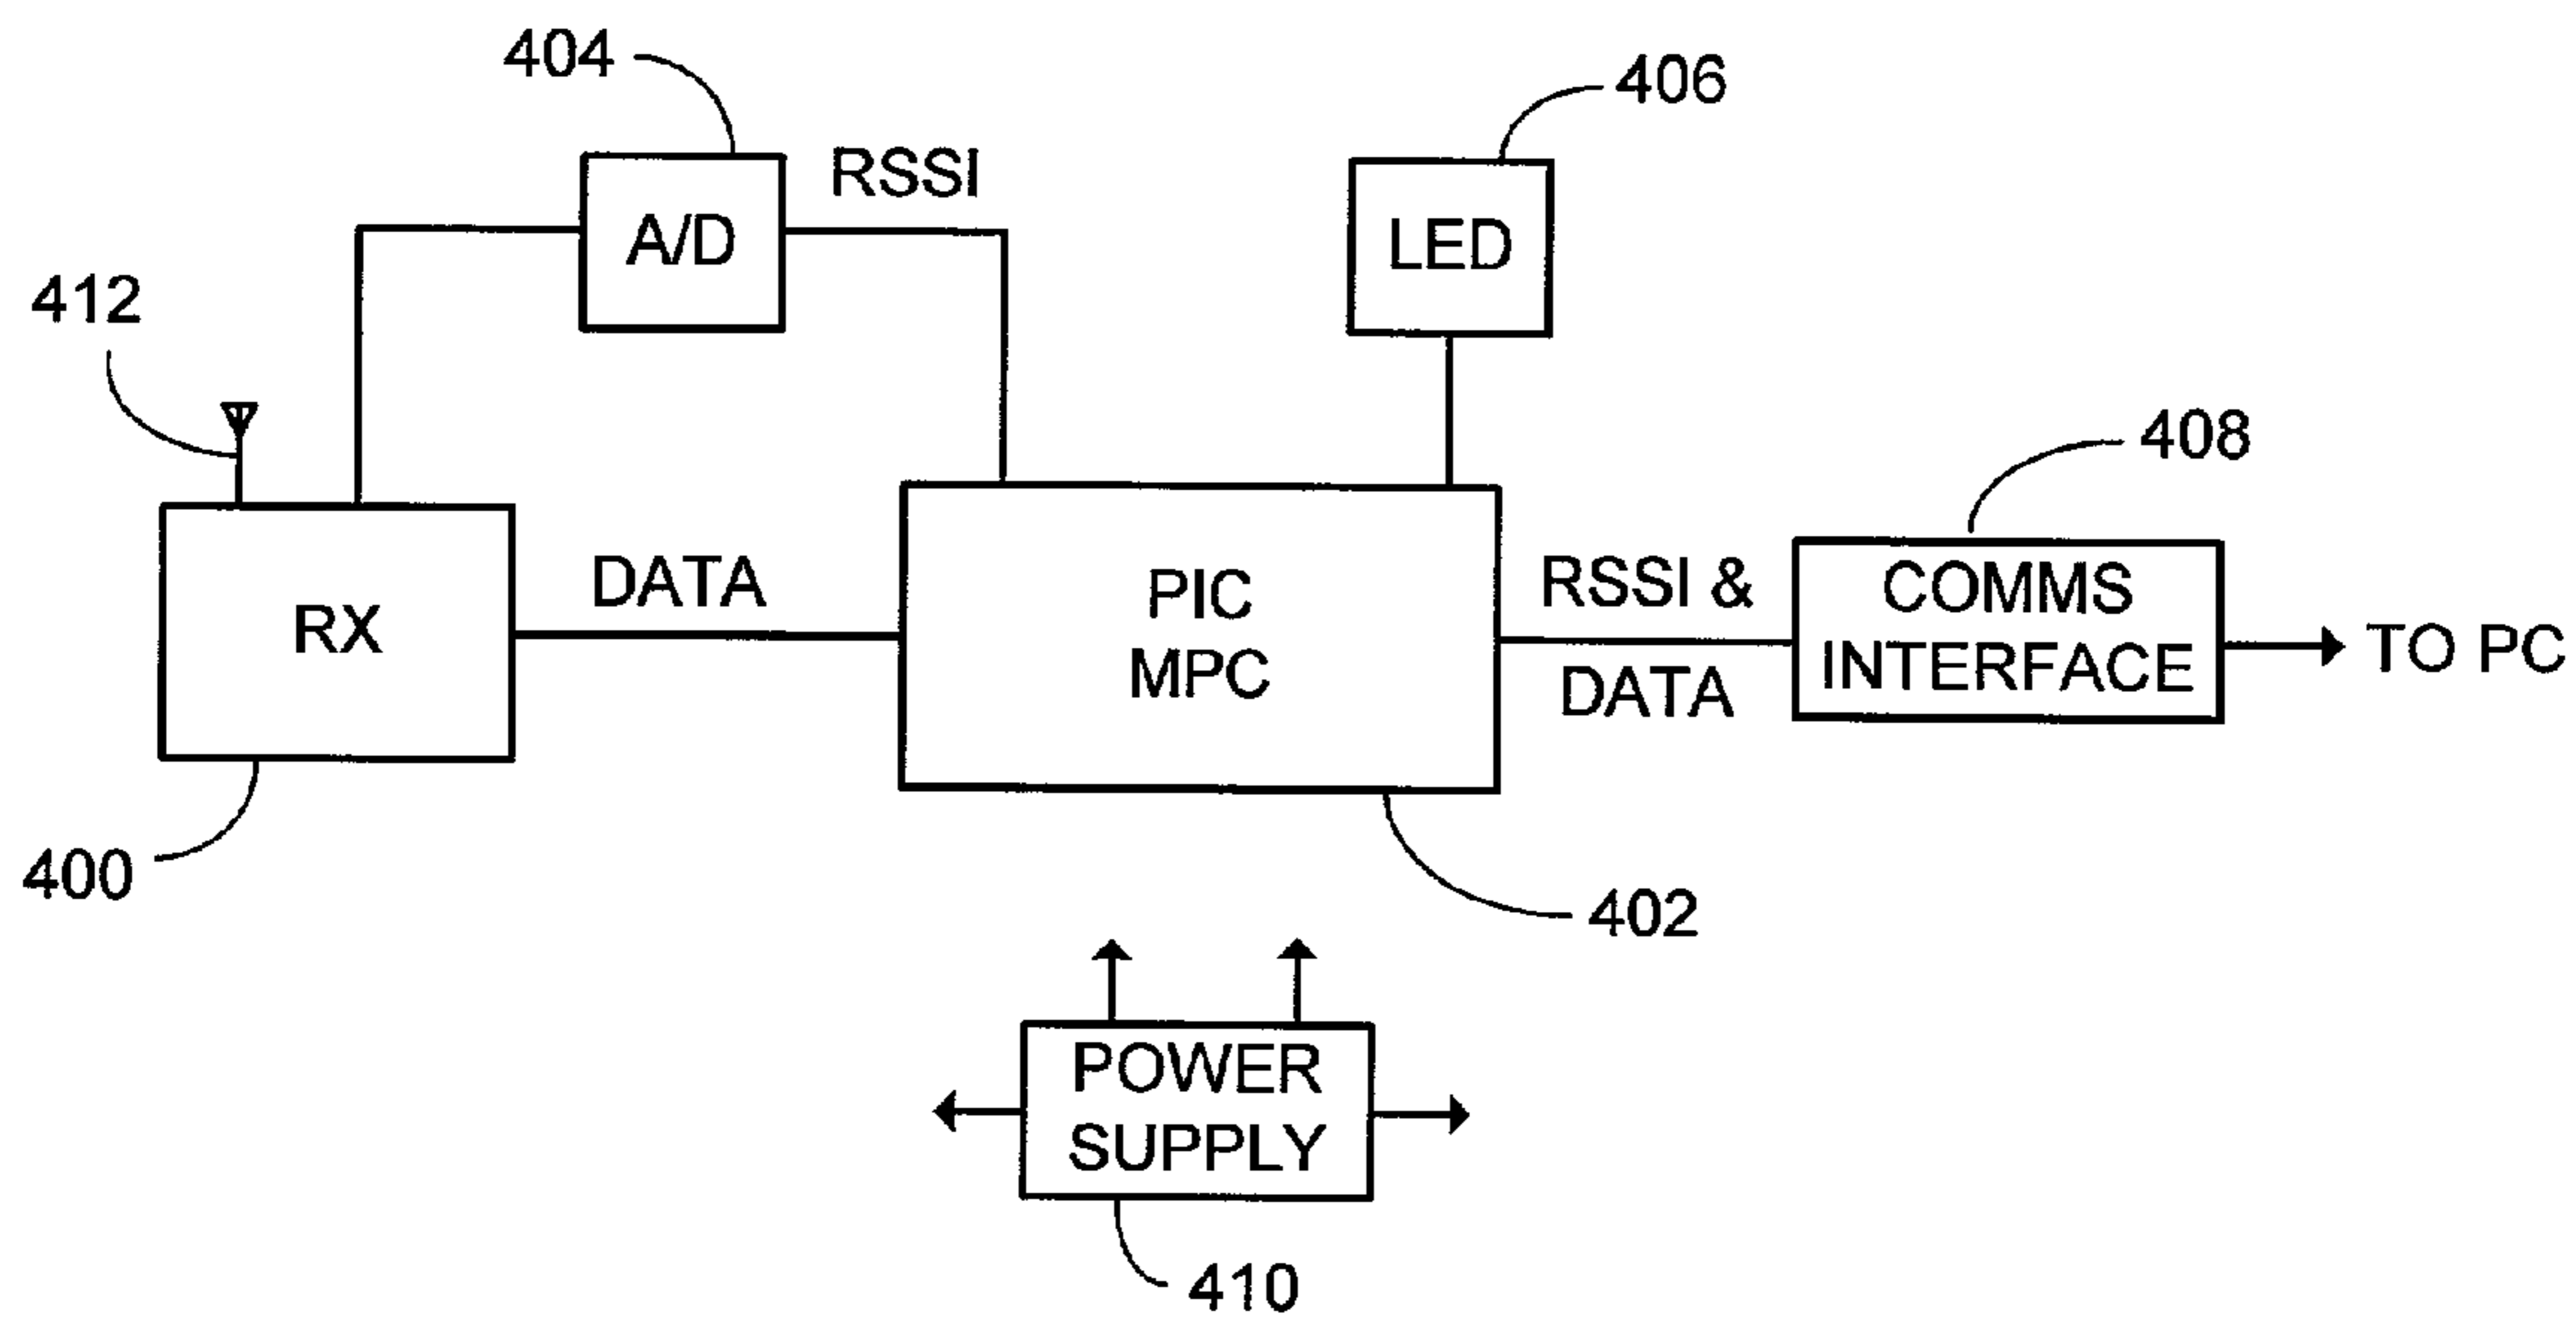 404
406
RSSI
A/D
LED
412
408
DATA
RX
PIC
MPC
RSSI &
DATA
COMMS
INTERFACE
TO PC
400
402
POWER
SUPPLY
410